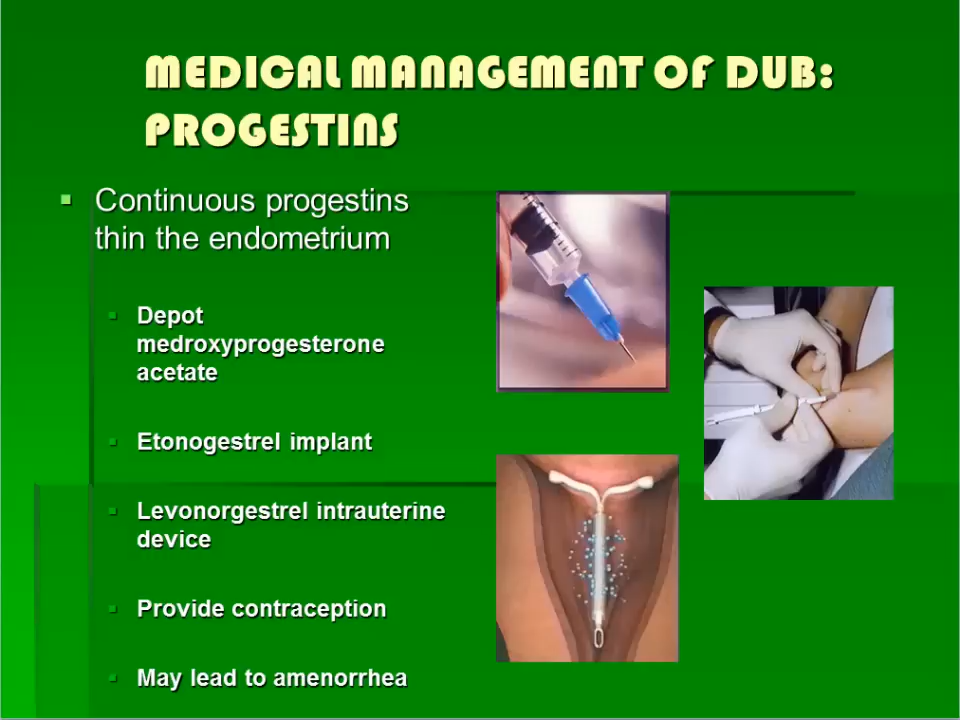 MEDICAL MANAGEMENT OF DUB:
PROGESTINS
Continuous progestins
thin the endometrium
Depot
medroxyprogesterone
acetate
Etonogestrel implant
Levonorgestrel intrauterine
device
Provide contraception
May lead to amenorrhea